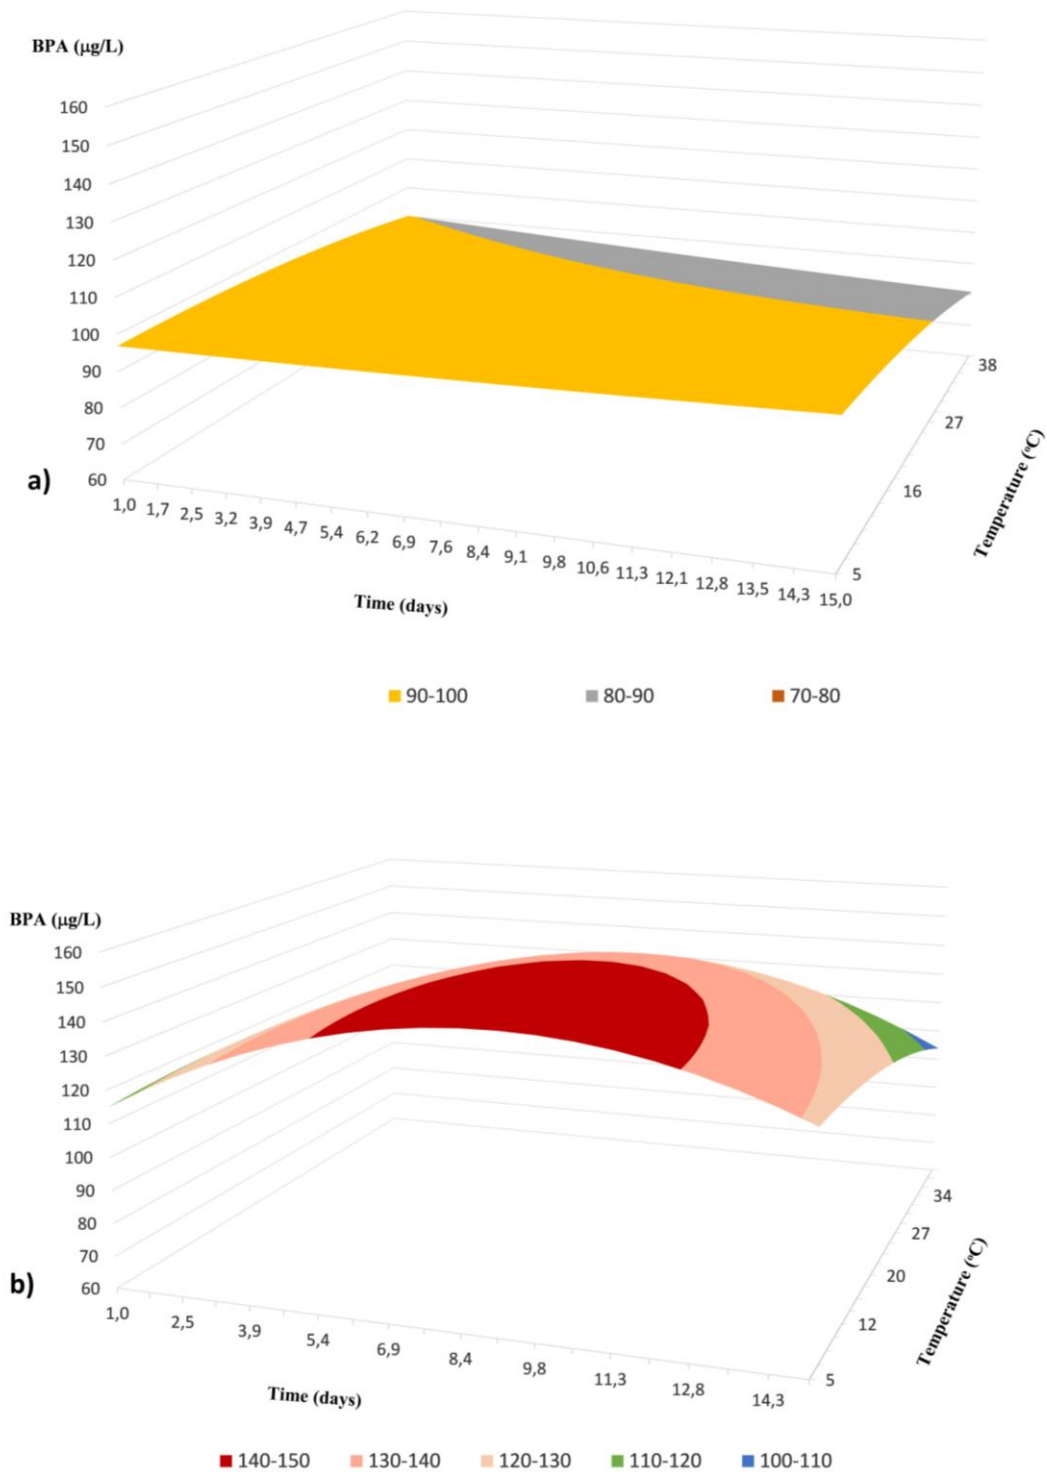 BPA (µg/L)
160
150
140
130
120
110
100
90
80
70
60
a)
1,0 1,7 2,5 3,2 3,9 4,7 5,4 6,2 6,9 7,6 8,4 9,1 9,8 10,6 11,3 12,1 12,8 13,5 14,3 15,0
Time (days)
38
27
16
5
Temperature (ºC)
90-100 80-90 70-80
BPA (µg/L)
160
150
140
130
120
110
100
90
80
70
60
b)
1,0 2,5 3,9 5,4 6,9 8,4 9,8 11,3 12,8 14,3
Time (days)
34
27
20
12
5
Temperature (ºC)
140-150 130-140 120-130 110-120 100-110